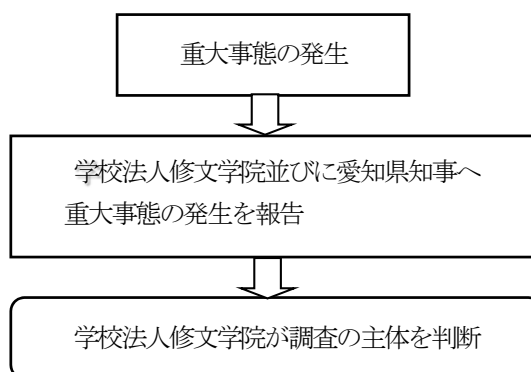 重大事態の発生
学校法人修文学院並びに愛知県知事へ
重大事態の発生を報告
学校法人修文学院が調査の主体を判断